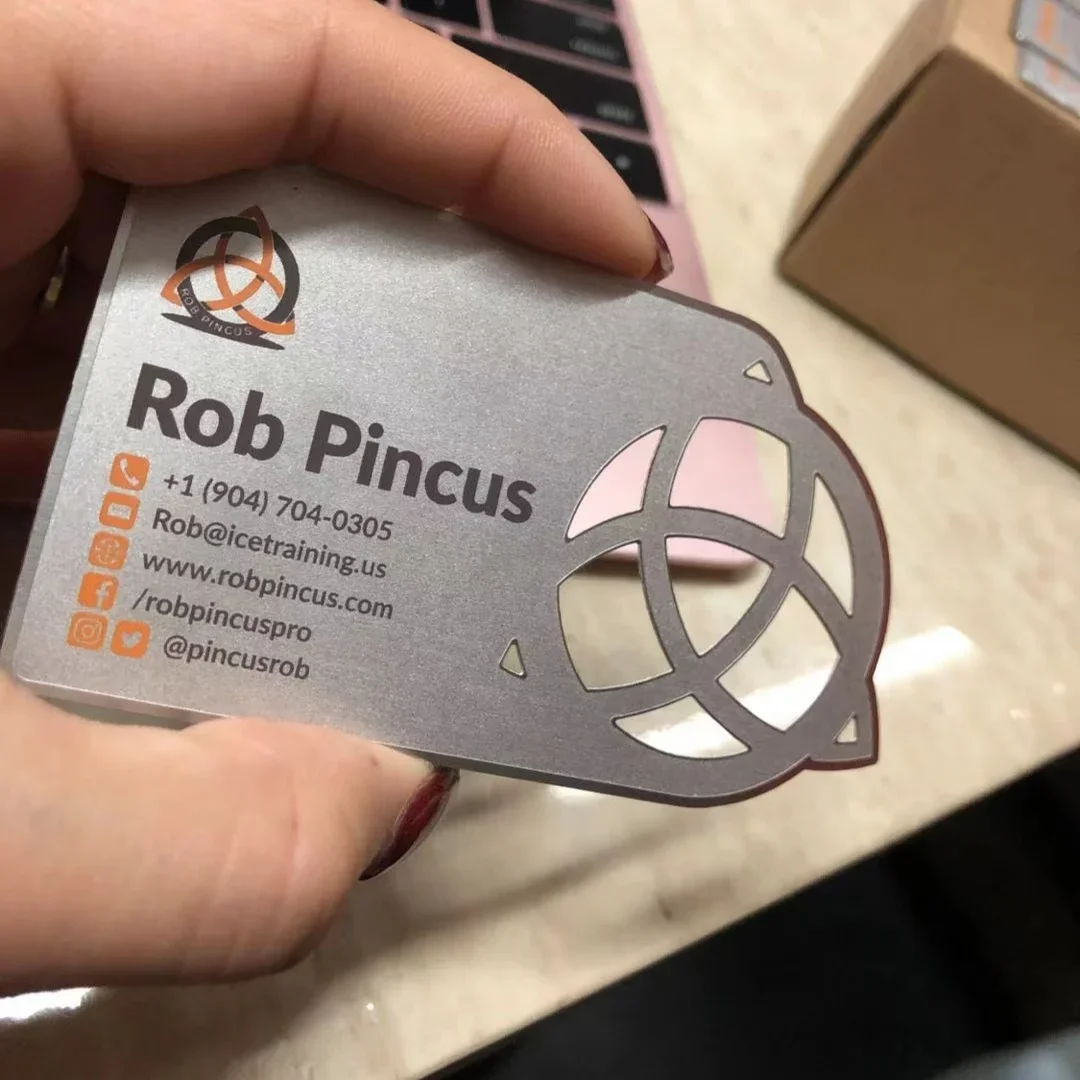 ROB PINCUS
Rob Pincus
+1 (904) 704-0305
Rob@icetraining.us
www.robpincus.com
/robpincuspro
@pincusrob